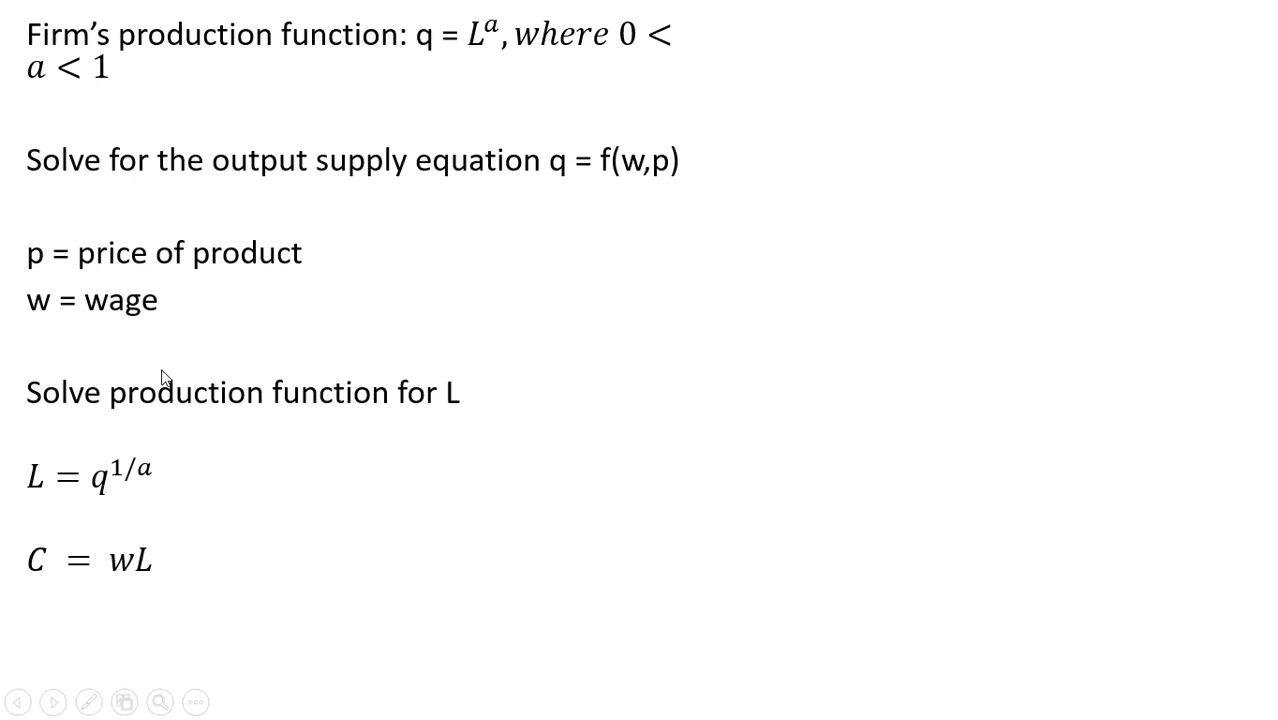 Firm’s production function: q = 𝐿ᵃ, 𝑤ℎ𝑒𝑟𝑒 0 <
𝑎 < 1
Solve for the output supply equation q = f(w,p)
p = price of product
w = wage
Solve production function for L
𝐿 = 𝑞^{1/𝑎}
𝐶 = 𝑤𝐿